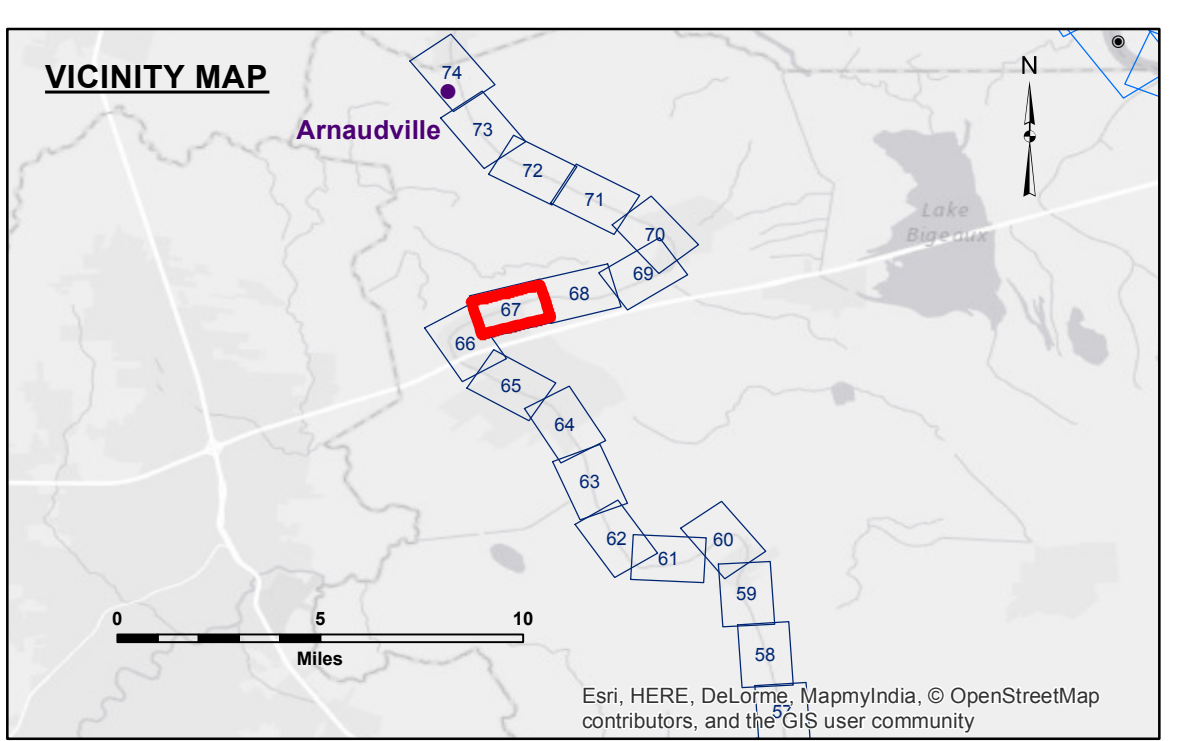 VICINITY MAP
74
N
Arnaudville
73
72
71
Lake
Bigeaux
70
69
68
67
66
65
64
63
62
61
60
59
58
57
0 5 10
Miles
Esri, HERE, DeLorme, MapmyIndia, © OpenStreetMap
contributors, and the GIS user community